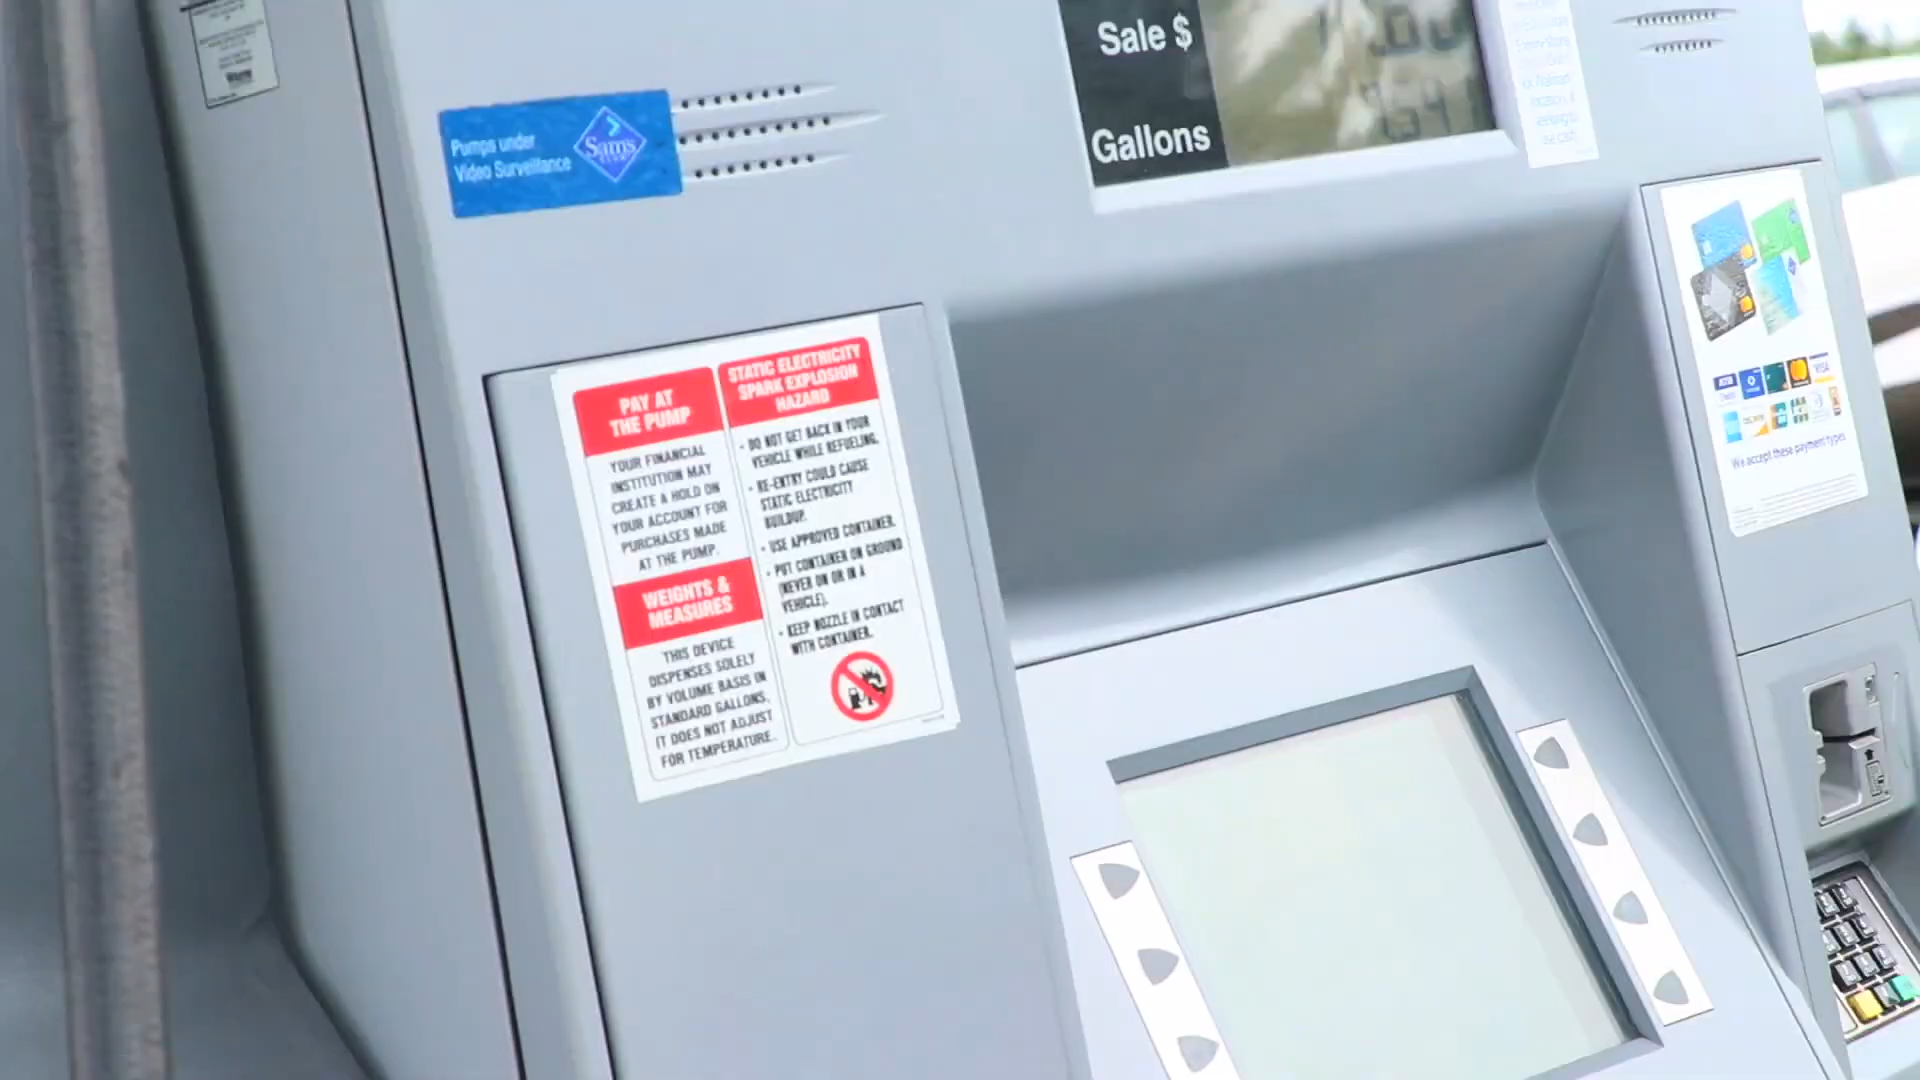 Wayne
Pumps under
Video Surveillance
Sam's
CLUB
Sale $
Gallons
PAY AT
THE PUMP
YOUR FINANCIAL
INSTITUTION MAY
CREATE A HOLD ON
YOUR ACCOUNT FOR
PURCHASES MADE
AT THE PUMP.
WEIGHTS &
MEASURES
THIS DEVICE
DISPENSES SOLELY
BY VOLUME BASIS IN
STANDARD GALLONS.
IT DOES NOT ADJUST
FOR TEMPERATURE.
STATIC ELECTRICITY
SPARK EXPLOSION
HAZARD
• DO NOT GET BACK IN YOUR
VEHICLE WHILE REFUELING.
• RE-ENTRY COULD CAUSE
STATIC ELECTRICITY
BUILDUP.
• USE APPROVED CONTAINER.
• PUT CONTAINER ON GROUND
(NEVER ON OR IN A
VEHICLE).
• KEEP NOZZLE IN CONTACT
WITH CONTAINER.
VISA
We accept these payment types